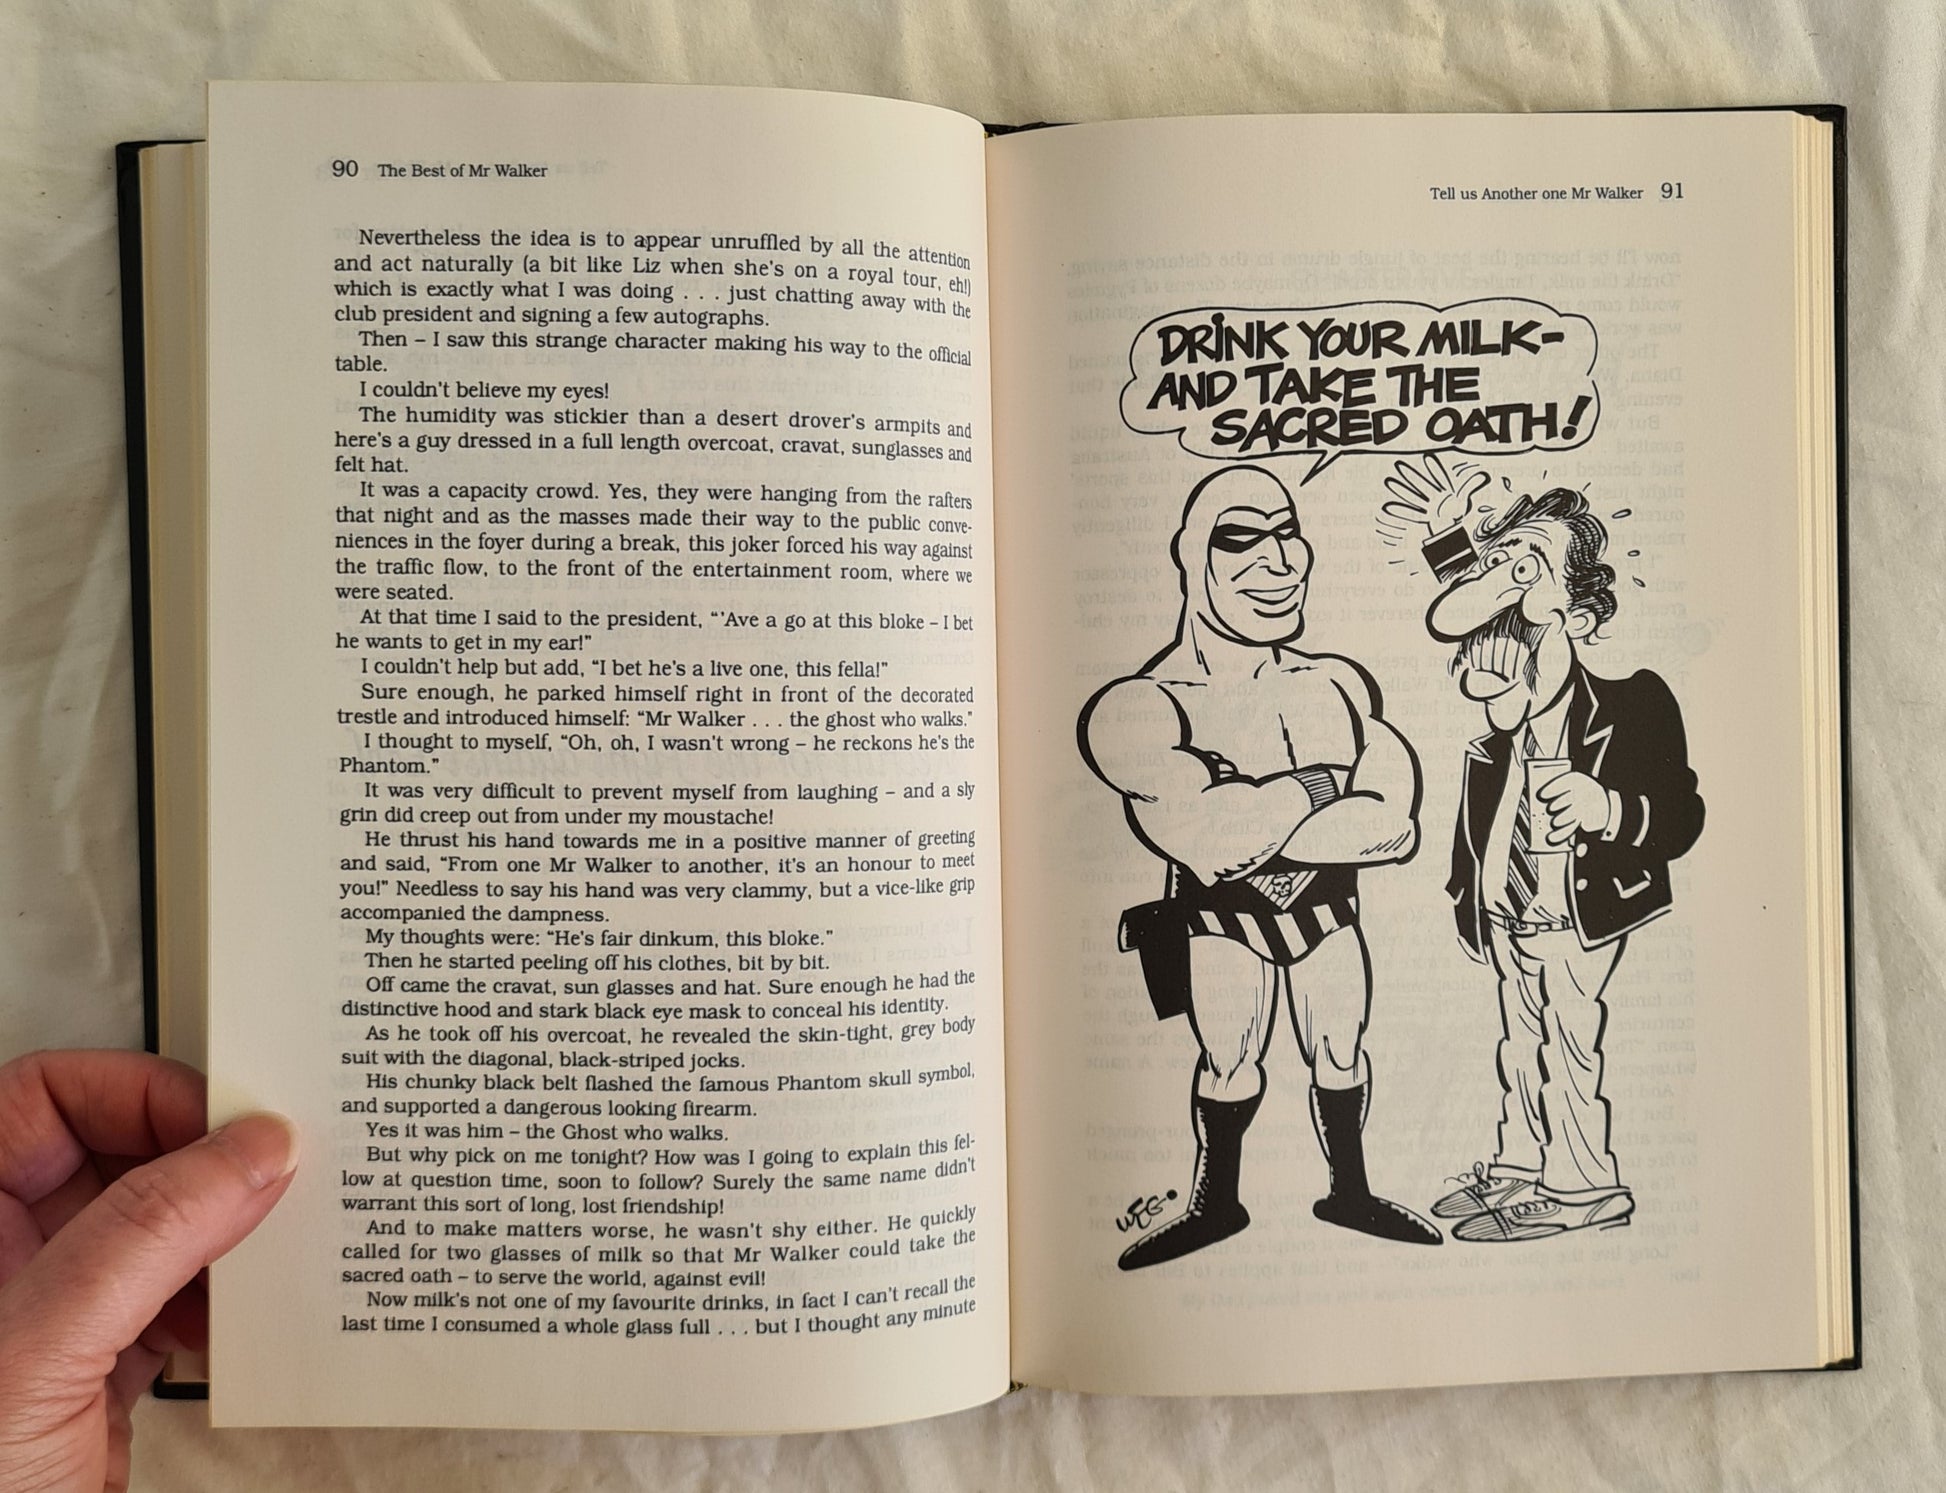 90 The Best of Mr Walker
Nevertheless the idea is to appear unruffled by all the attention
and act naturally (a bit like Liz when she's on a royal tour, eh!)
which is exactly what I was doing . . . just chatting away with the
club president and signing a few autographs.
Then – I saw this strange character making his way to the official
table.
I couldn't believe my eyes!
The humidity was stickier than a desert drover's armpits and
here's a guy dressed in a full length overcoat, cravat, sunglasses and
felt hat.
It was a capacity crowd. Yes, they were hanging from the rafters
that night and as the masses made their way to the public conve-
niences in the foyer during a break, this joker forced his way against
the traffic flow, to the front of the entertainment room, where we
were seated.
At that time I said to the president, “'Ave a go at this bloke – I bet
he wants to get in my ear!”
I couldn't help but add, “I bet he's a live one, this fella!”
Sure enough, he parked himself right in front of the decorated
trestle and introduced himself: “Mr Walker . . . the ghost who walks.”
I thought to myself, “Oh, oh, I wasn't wrong – he reckons he's the
Phantom.”
It was very difficult to prevent myself from laughing – and a sly
grin did creep out from under my moustache!
He thrust his hand towards me in a positive manner of greeting
and said, “From one Mr Walker to another, it's an honour to meet
you!” Needless to say his hand was very clammy, but a vice-like grip
accompanied the dampness.
My thoughts were: “He's fair dinkum, this bloke.”
Then he started peeling off his clothes, bit by bit.
Off came the cravat, sun glasses and hat. Sure enough he had the
distinctive hood and stark black eye mask to conceal his identity.
As he took off his overcoat, he revealed the skin-tight, grey body
suit with the diagonal, black-striped jocks.
His chunky black belt flashed the famous Phantom skull symbol,
and supported a dangerous looking firearm.
Yes it was him – the Ghost who walks.
But why pick on me tonight? How was I going to explain this fel-
low at question time, soon to follow? Surely the same name didn't
warrant this sort of long, lost friendship!
And to make matters worse, he wasn't shy either. He quickly
called for two glasses of milk so that Mr Walker could take the
sacred oath – to serve the world, against evil!
Now milk's not one of my favourite drinks, in fact I can't recall the
last time I consumed a whole glass full . . . but I thought any minute
Tell us Another one Mr Walker 91
DRINK YOUR MILK-
AND TAKE THE
SACRED OATH!
WEG